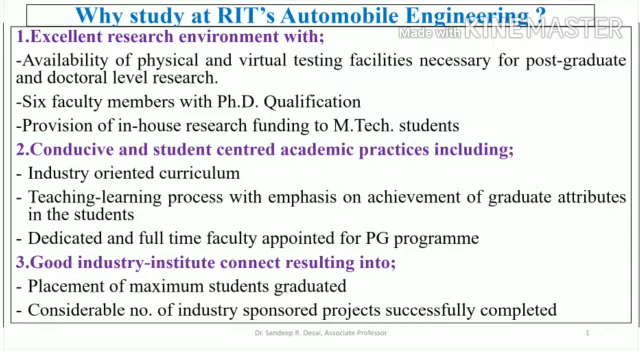 Why study at RIT's Automobile Engineering ?
Made with KINEMASTER
1.Excellent research environment with;
-Availability of physical and virtual testing facilities necessary for post-graduate
and doctoral level research.
-Six faculty members with Ph.D. Qualification
-Provision of in-house research funding to M.Tech. students
2.Conducive and student centred academic practices including;
- Industry oriented curriculum
- Teaching-learning process with emphasis on achievement of graduate attributes
in the students
- Dedicated and full time faculty appointed for PG programme
3.Good industry-institute connect resulting into;
- Placement of maximum students graduated
- Considerable no. of industry sponsored projects successfully completed
Dr. Sandeep R. Desai, Associate Professor 1